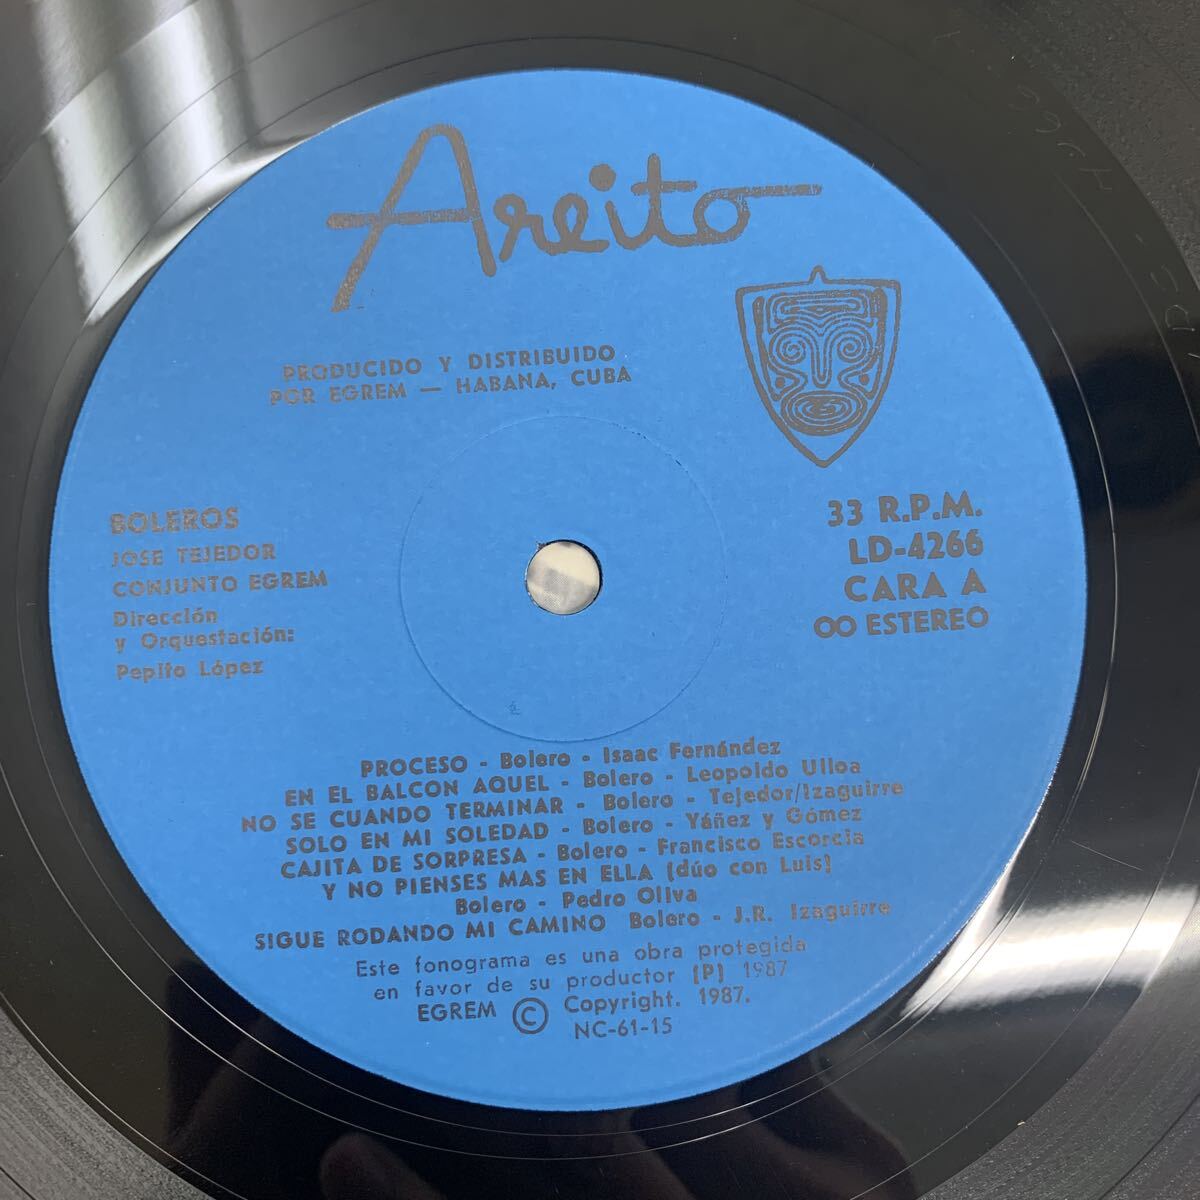 Areito
PRODUCIDO Y DISTRIBUIDO
POR EGREM — HABANA, CUBA
BOLEROS
JOSE TEJEDOR
CONJUNTO EGREM
Dirección
y Orquestación:
Pepito López
33 R.P.M.
LD-4266
CARA A
OO ESTEREO
PROCESO - Bolero - Isaac Fernández
EN EL BALCON AQUEL - Bolero - Leopoldo Ulloa
NO SE CUANDO TERMINAR - Bolero - Tejedor/Izaguirre
SOLO EN MI SOLEDAD - Bolero - Yáñez y Gómez
CAJITA DE SORPRESA - Bolero - Francisco Escorcia
Y NO PIENSES MAS EN ELLA (dúo con Luis)
Bolero - Pedro Oliva
SIGUE RODANDO MI CAMINO Bolero - J.R. Izaguirre
Este fonograma es una obra protegida
en favor de su productor (P) 1987
EGREM © Copyright. 1987.
NC-61-15